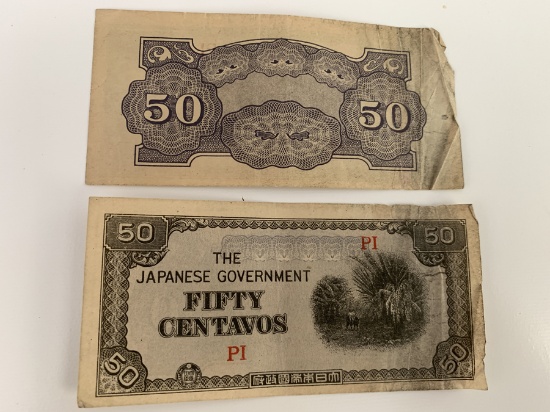 50 50
50 50
PI
THE
JAPANESE GOVERNMENT
FIFTY
CENTAVOS
PI
50 50
大日本帝國政府